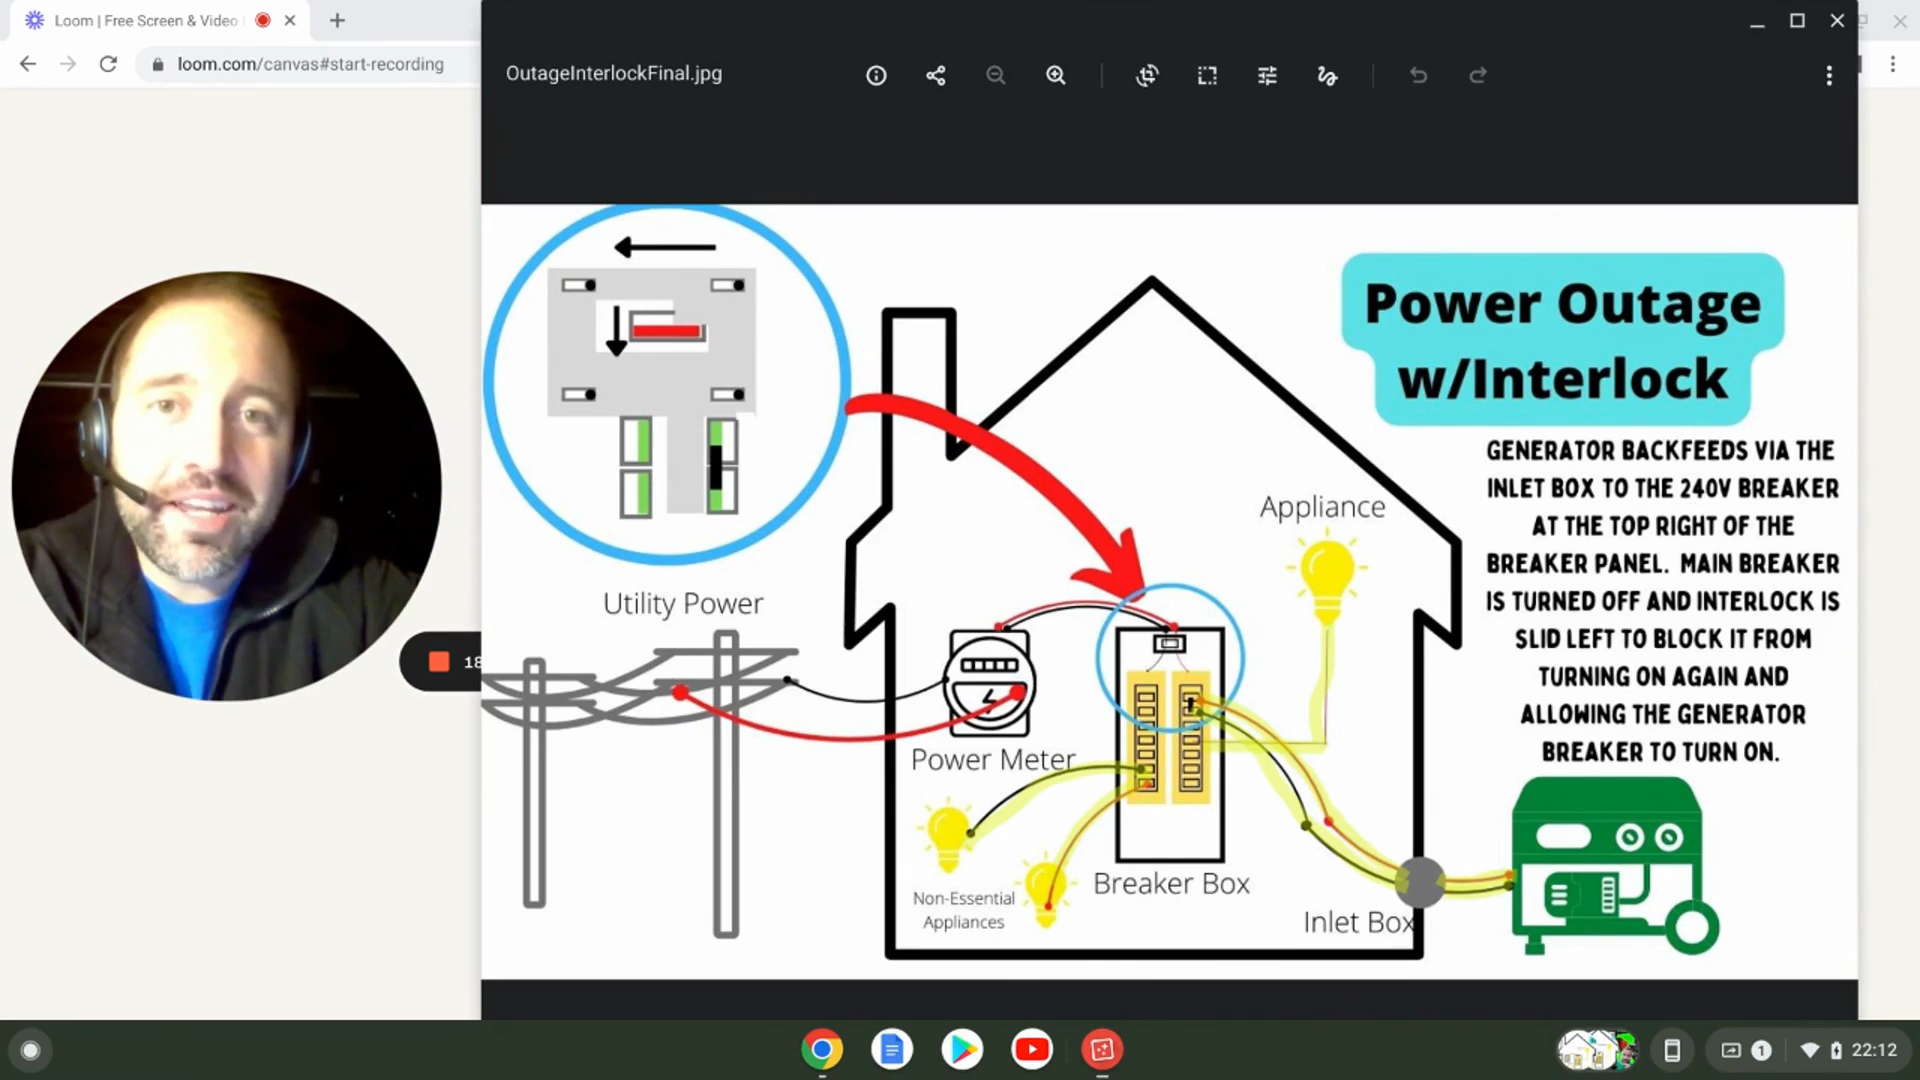 Loom | Free Screen & Video
loom.com/canvas#start-recording
OutageInterlockFinal.jpg
Power Outage
w/Interlock
GENERATOR BACKFEEDS VIA THE
INLET BOX TO THE 240V BREAKER
AT THE TOP RIGHT OF THE
BREAKER PANEL. MAIN BREAKER
IS TURNED OFF AND INTERLOCK IS
SLID LEFT TO BLOCK IT FROM
TURNING ON AGAIN AND
ALLOWING THE GENERATOR
BREAKER TO TURN ON.
Appliance
Utility Power
18
Power Meter
Non-Essential
Appliances
Breaker Box
Inlet Box
1
22:12